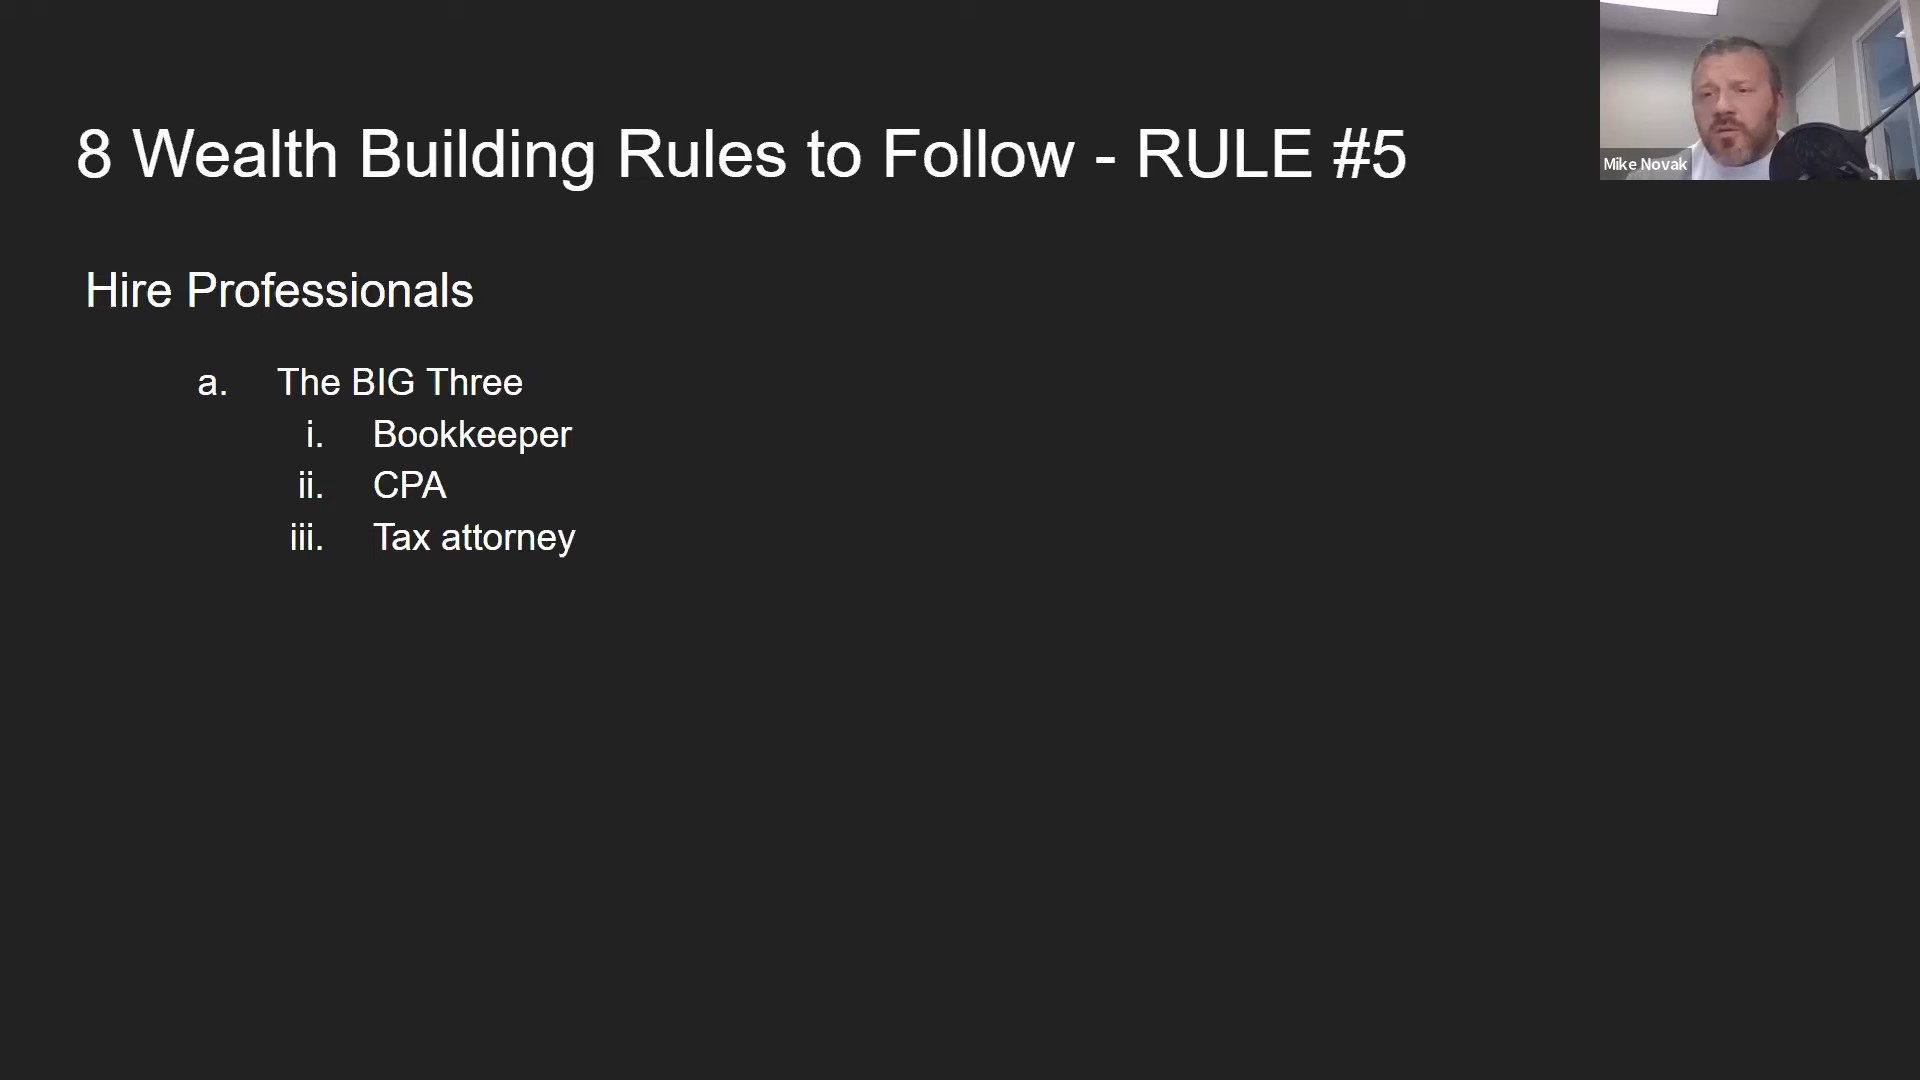 8 Wealth Building Rules to Follow - RULE #5
Mike Novak
Hire Professionals
a. The BIG Three
i. Bookkeeper
ii. CPA
iii. Tax attorney